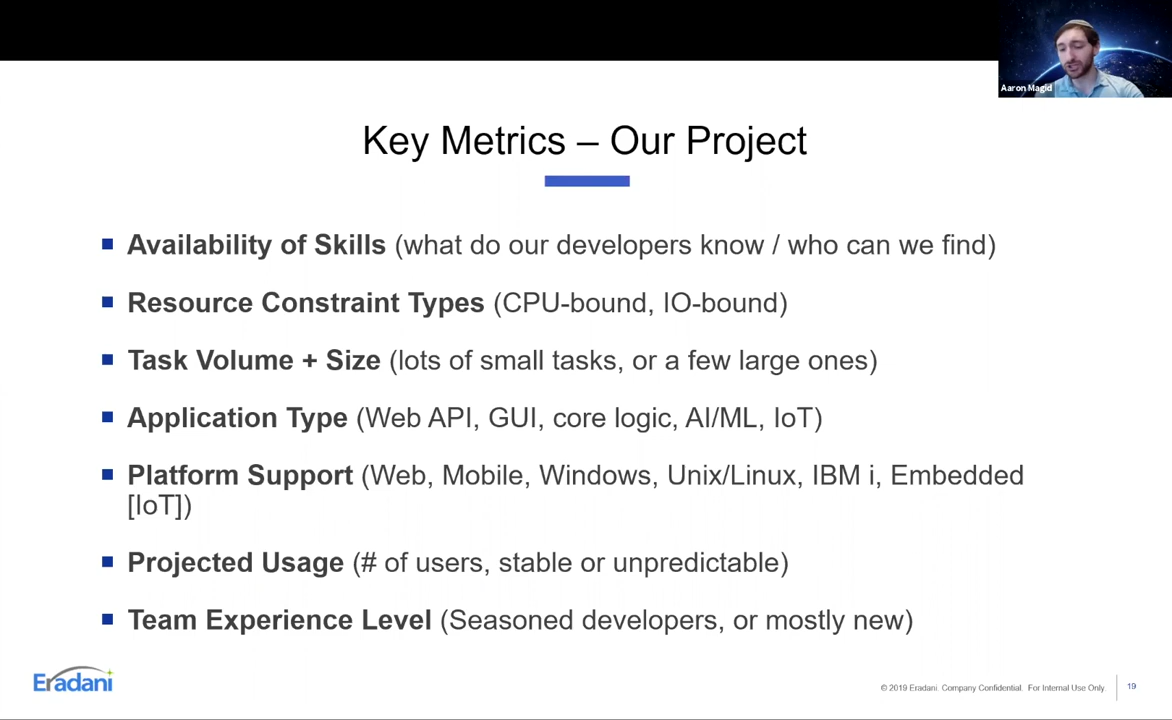 Aaron Magid
Key Metrics – Our Project
Availability of Skills (what do our developers know / who can we find)
Resource Constraint Types (CPU-bound, IO-bound)
Task Volume + Size (lots of small tasks, or a few large ones)
Application Type (Web API, GUI, core logic, AI/ML, IoT)
Platform Support (Web, Mobile, Windows, Unix/Linux, IBM i, Embedded
[IoT])
Projected Usage (# of users, stable or unpredictable)
Team Experience Level (Seasoned developers, or mostly new)
Eradani
© 2019 Eradani. Company Confidential. For Internal Use Only.
19